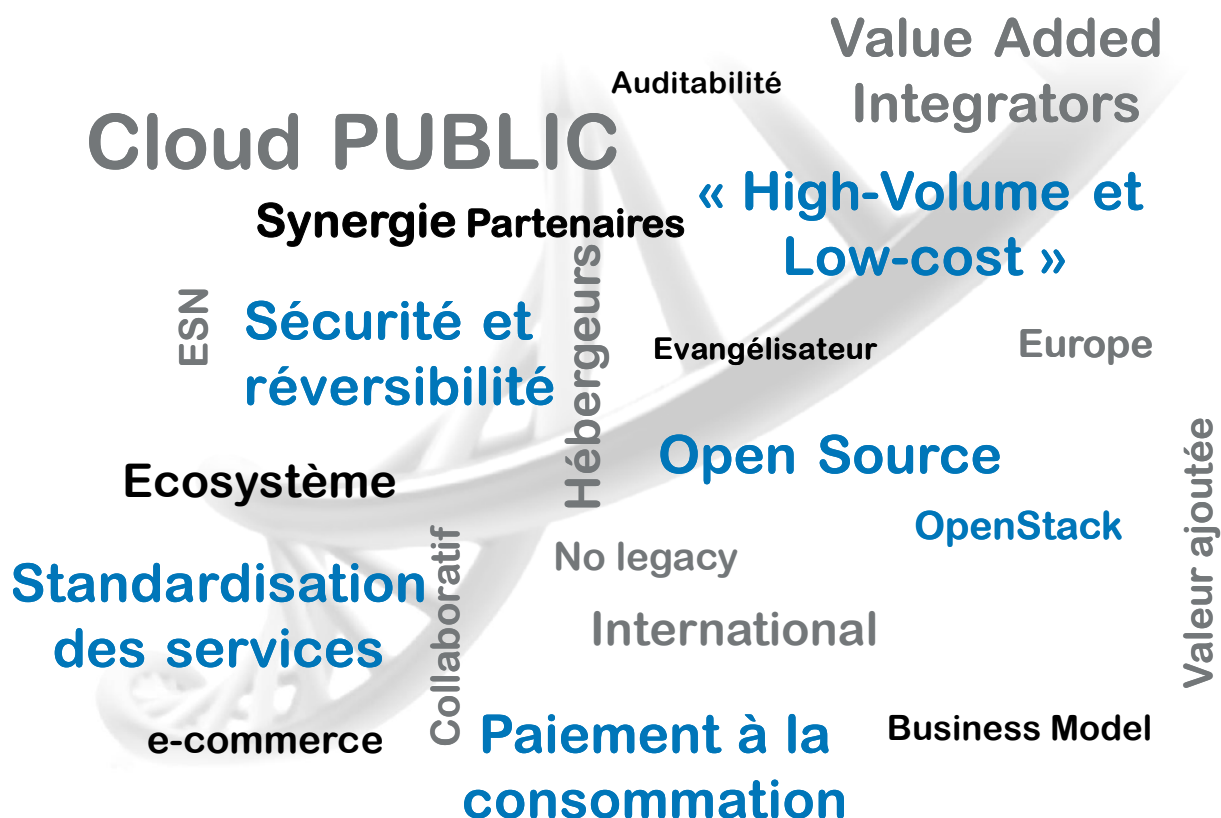 Value Added
Integrators
Auditabilité
Cloud PUBLIC
« High-Volume et
Low-cost »
Synergie Partenaires
ESN
Sécurité et
réversibilité
Hébergeurs
Evangélisateur
Europe
Open Source
Ecosystème
OpenStack
Valeur ajoutée
No legacy
Standardisation
des services
Collaboratif
International
e-commerce
Paiement à la
consommation
Business Model